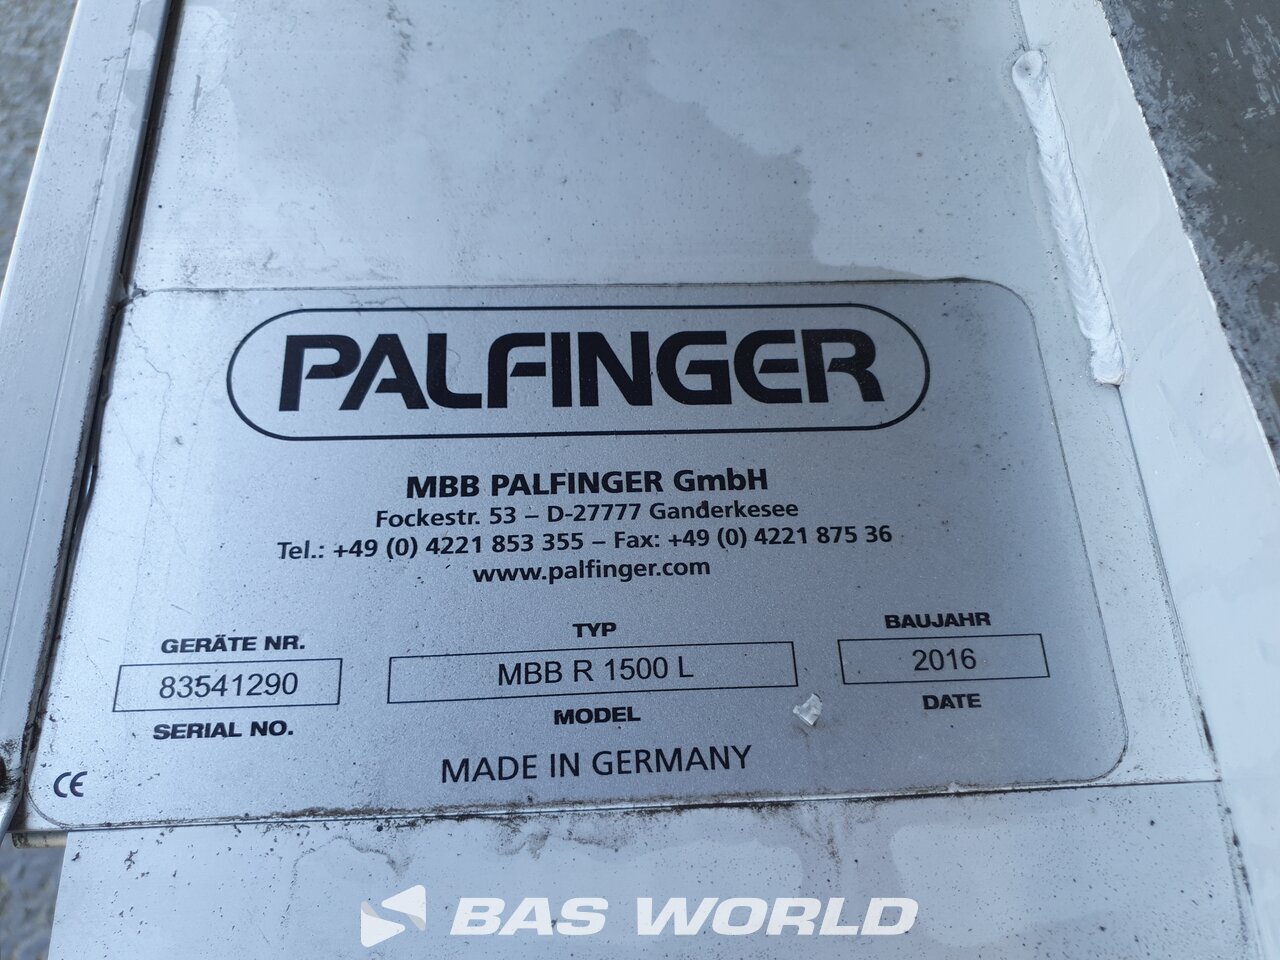 PALFINGER
MBB PALFINGER GmbH
Fockestr. 53 – D-27777 Ganderkesee
Tel.: +49 (0) 4221 853 355 – Fax: +49 (0) 4221 875 36
www.palfinger.com
GERÄTE NR. TYP BAUJAHR
83541290 MBB R 1500 L 2016
SERIAL NO. MODEL DATE
MADE IN GERMANY
CE
BAS WORLD